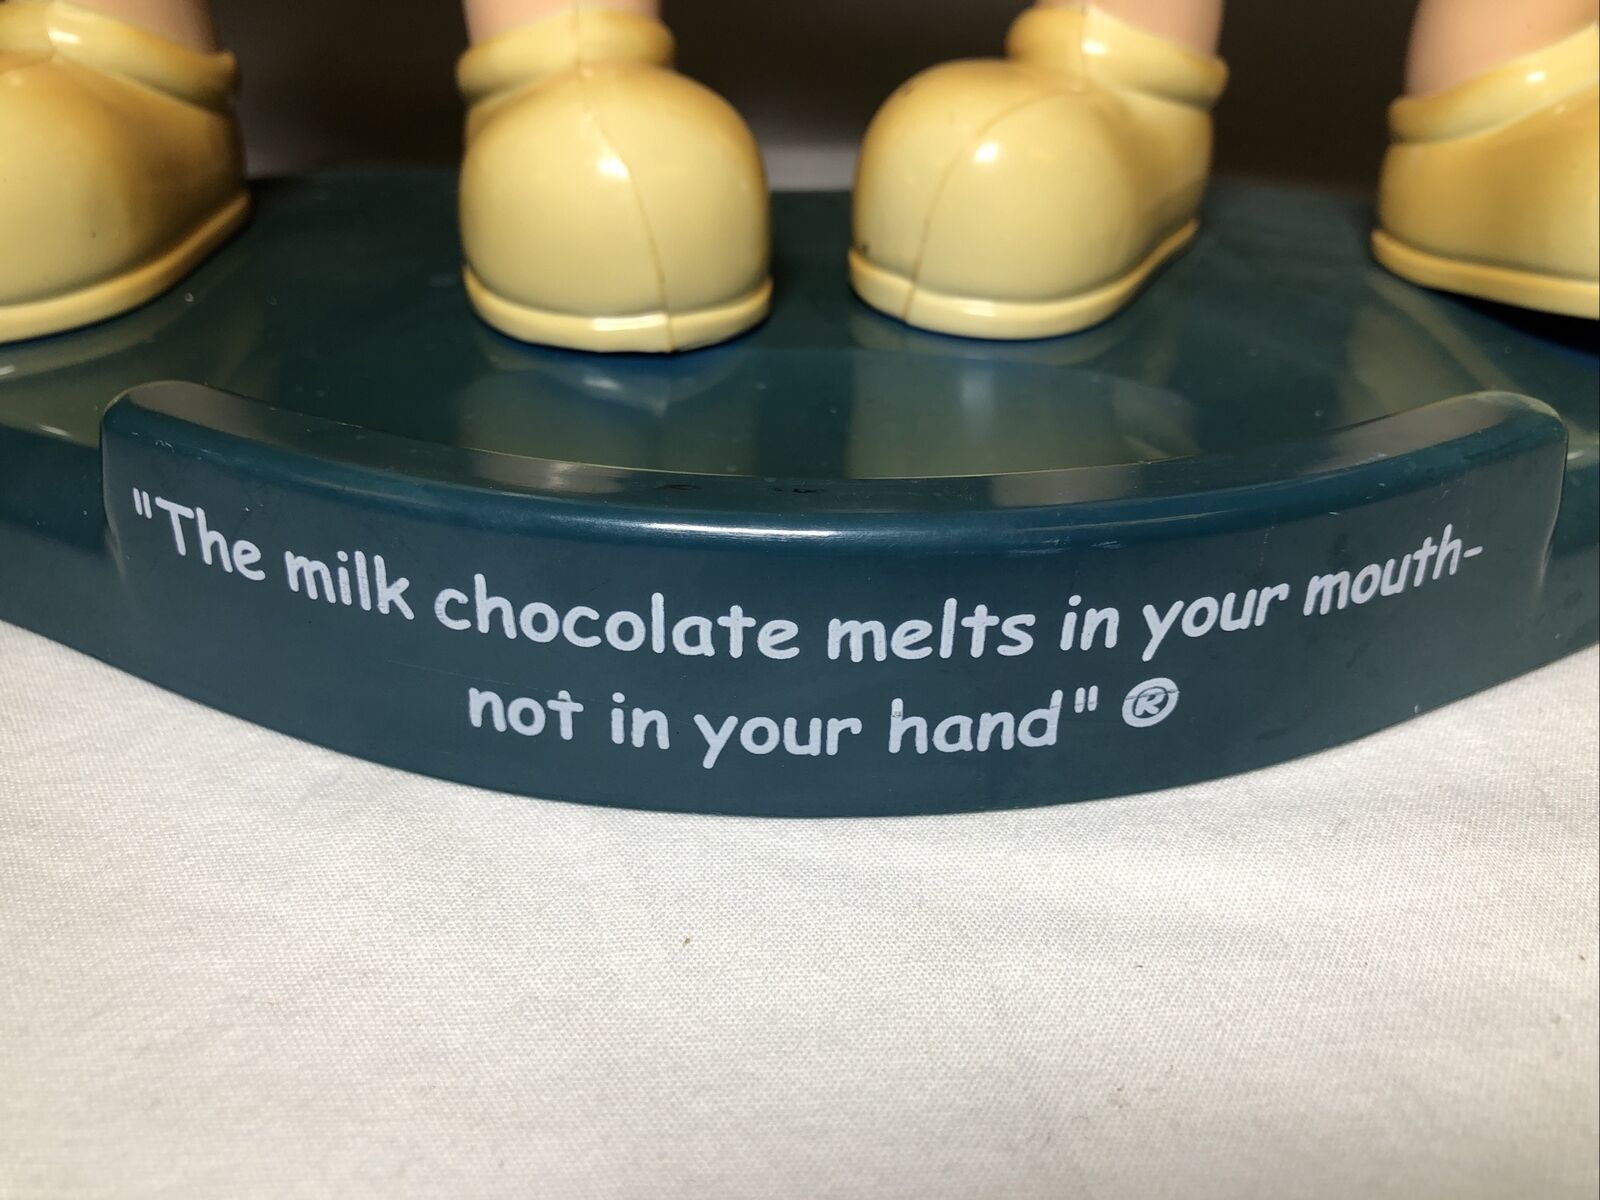 "The milk chocolate melts in your mouth-
not in your hand" ®